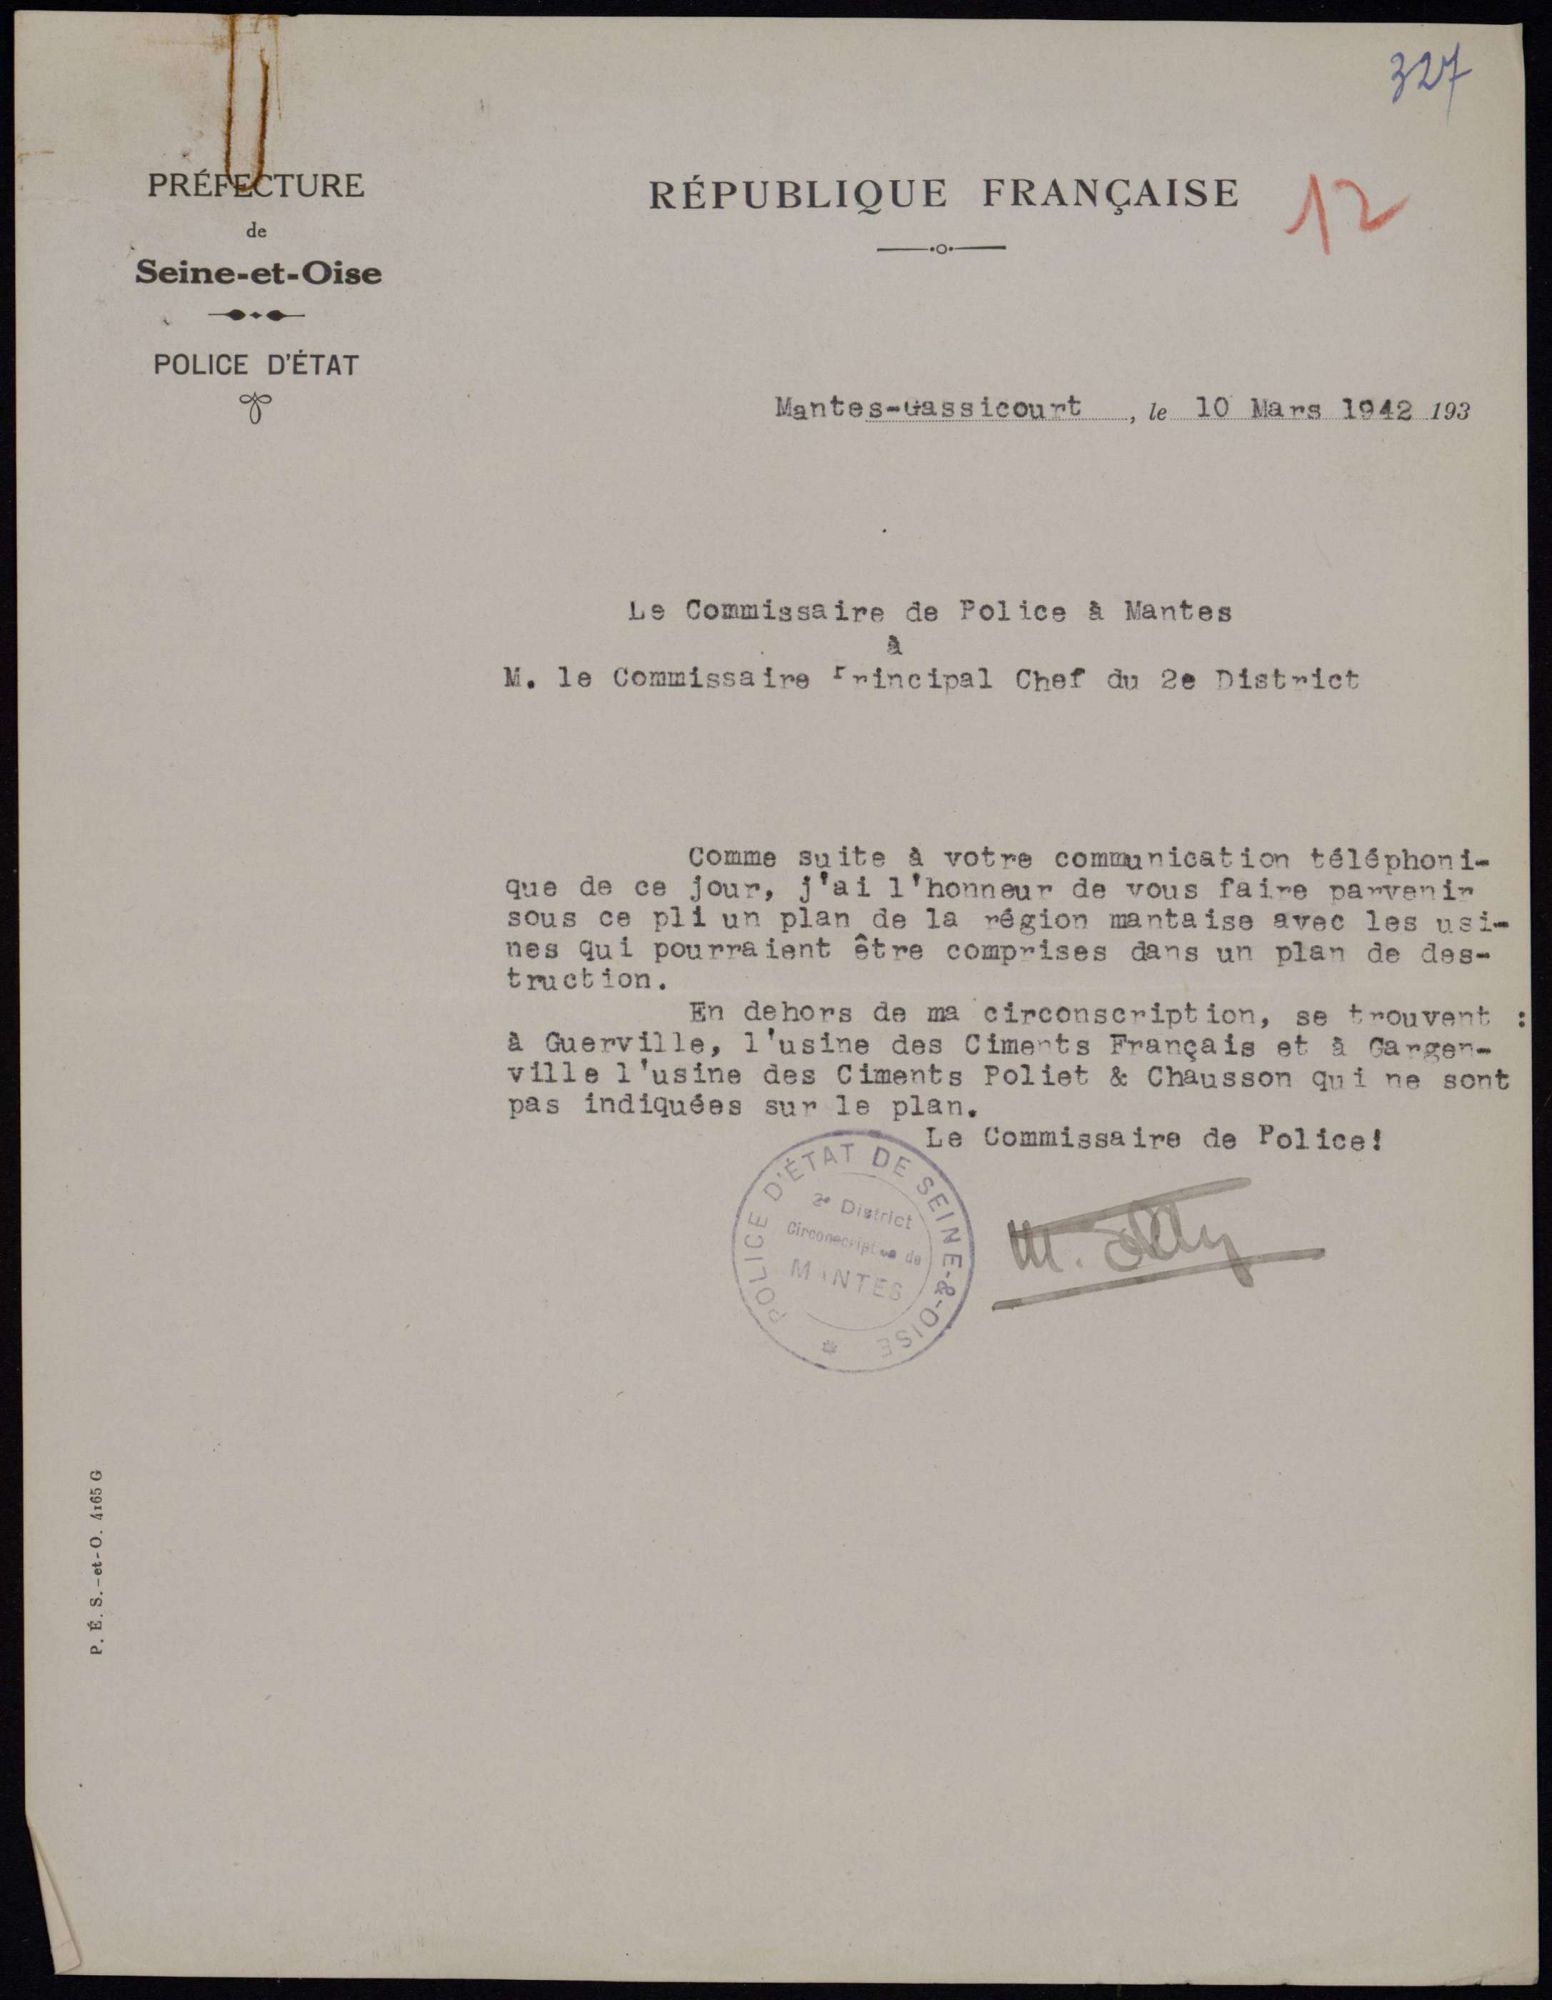 327
PRÉFECTURE
de
Seine-et-Oise
POLICE D'ÉTAT
RÉPUBLIQUE FRANÇAISE
12
Mantes-Gassicourt , le 10 Mars 1942 193
Le Commissaire de Police à Mantes
à
M. le Commissaire Principal Chef du 2e District
Comme suite à votre communication téléphoni-
que de ce jour, j'ai l'honneur de vous faire parvenir
sous ce pli un plan de la région mantaise avec les usi-
nes qui pourraient être comprises dans un plan de des-
truction.
En dehors de ma circonscription, se trouvent :
à Guerville, l'usine des Ciments Français et à Gargen-
ville l'usine des Ciments Poliet & Chausson qui ne sont
pas indiquées sur le plan.
Le Commissaire de Police!
POLICE D'ÉTAT DE SEINE-&-OISE
2e District
Circonscription de
MANTES
M.
P. É. S.-et-O. 4165 G